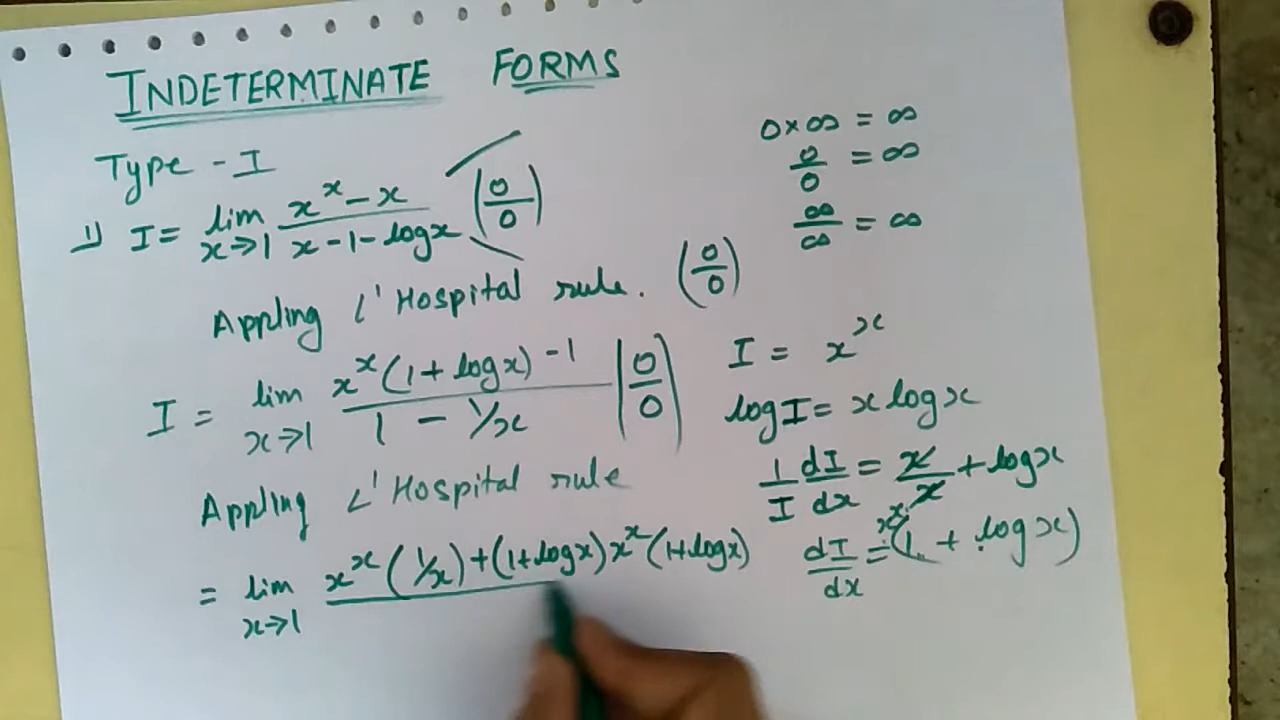 INDETERMINATE FORMS
Type - I
1) I = lim x→1 (x^x - x)/(x - 1 - log x) (0/0)
Appling L' Hospital rule. (0/0)
I = lim x→1 (x^x(1 + log x) - 1)/(1 - 1/x) (0/0)
Appling L' Hospital rule
= lim x→1 x^x (1/x) + (1+log x) x^x (1+log x)
0 × ∞ = ∞
0/0 = ∞
∞/∞ = ∞
I = x^x
log I = x log x
1/I dI/dx = x/x + log x
dI/dx = x^x (1 + log x)